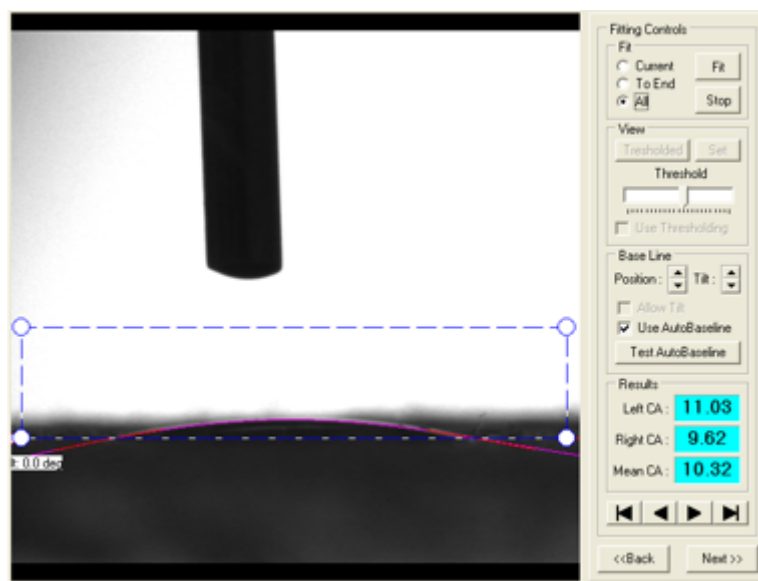 Fitting Controls
Fit
Current
Fit
To End
All
Stop
View
Tresholded
Set
Threshold
Use Thresholding
Base Line
Position :
Tilt :
Allow Tilt
Use AutoBaseline
Test AutoBaseline
Results
Left CA : 11.03
Right CA : 9.62
Mean CA : 10.32
<<Back
Next >>
t: 0.0 deg